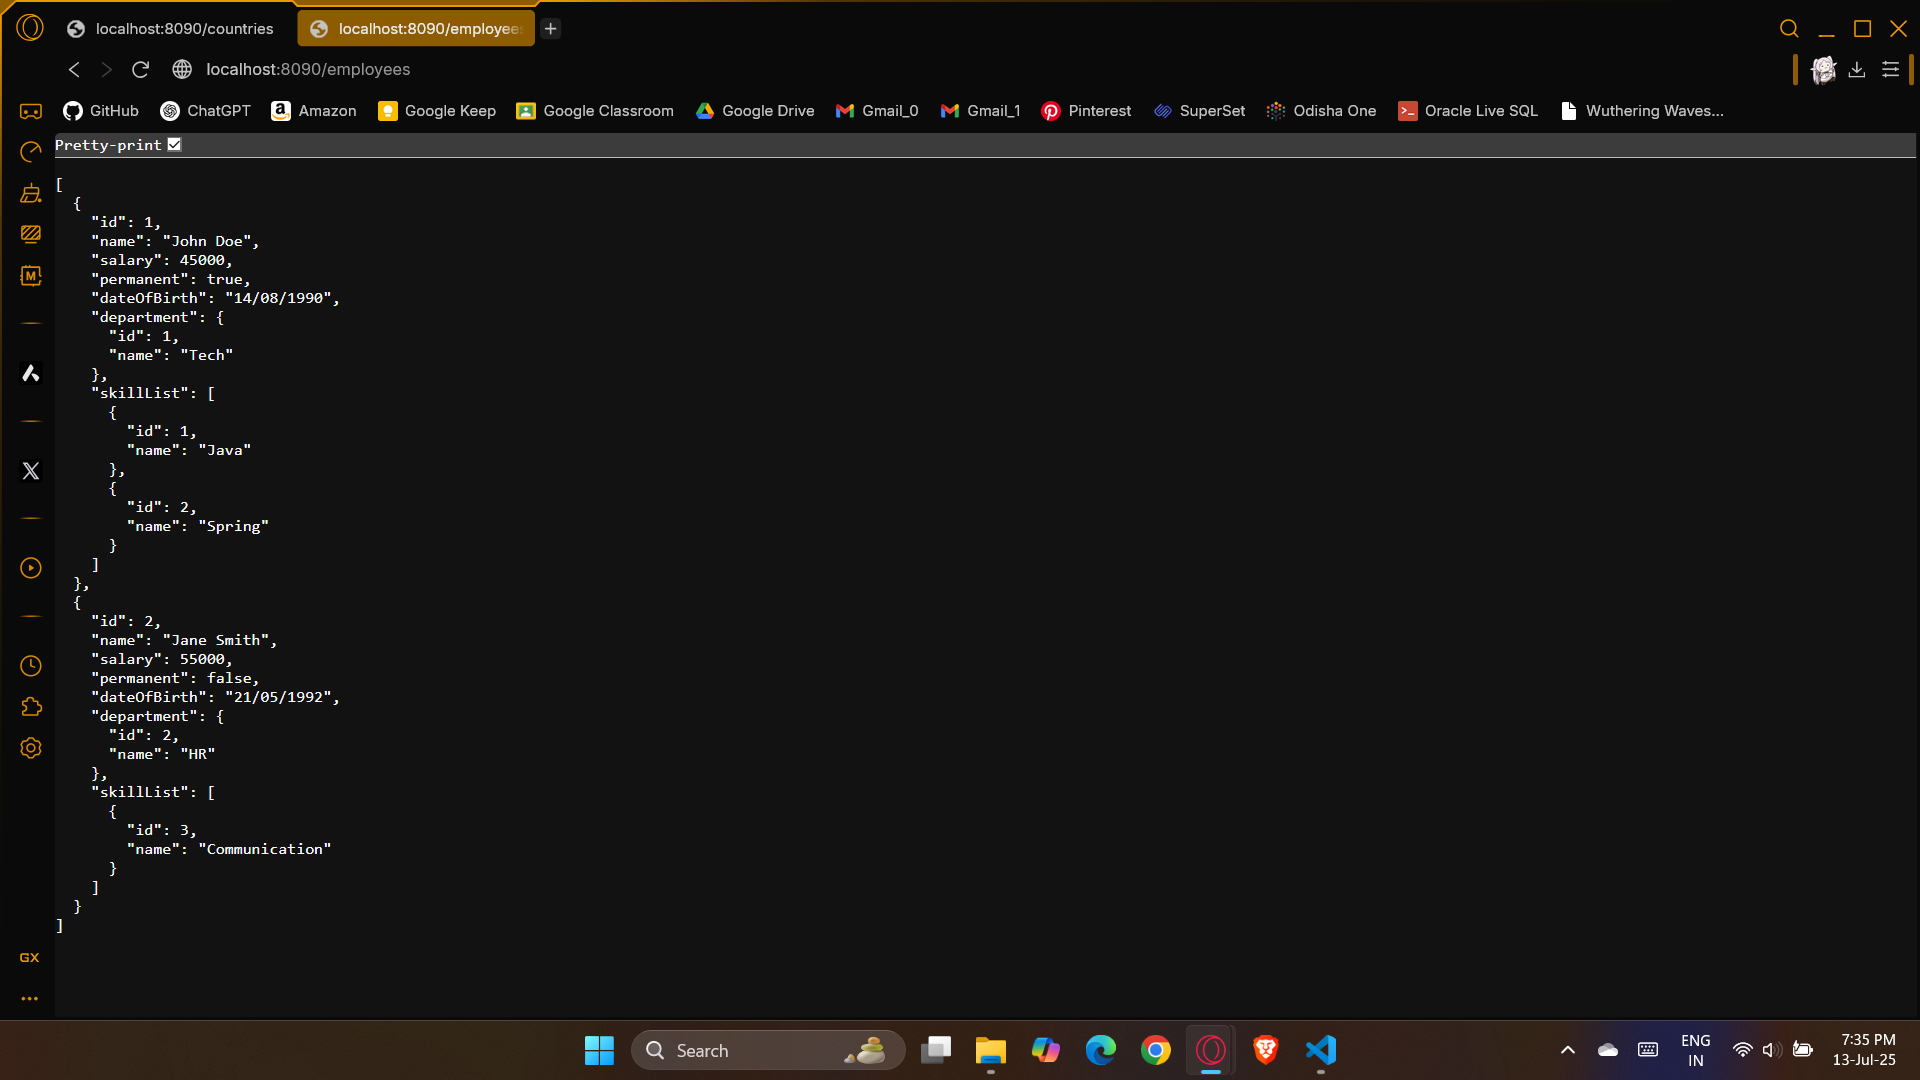 localhost:8090/countries
localhost:8090/employees
localhost:8090/employees
GitHub ChatGPT Amazon Google Keep Google Classroom Google Drive Gmail_0 Gmail_1 Pinterest SuperSet Odisha One Oracle Live SQL Wuthering Waves...
Pretty-print
[
  {
    "id": 1,
    "name": "John Doe",
    "salary": 45000,
    "permanent": true,
    "dateOfBirth": "14/08/1990",
    "department": {
      "id": 1,
      "name": "Tech"
    },
    "skillList": [
      {
        "id": 1,
        "name": "Java"
      },
      {
        "id": 2,
        "name": "Spring"
      }
    ]
  },
  {
    "id": 2,
    "name": "Jane Smith",
    "salary": 55000,
    "permanent": false,
    "dateOfBirth": "21/05/1992",
    "department": {
      "id": 2,
      "name": "HR"
    },
    "skillList": [
      {
        "id": 3,
        "name": "Communication"
      }
    ]
  }
]
GX
Search
ENG
IN
7:35 PM
13-Jul-25